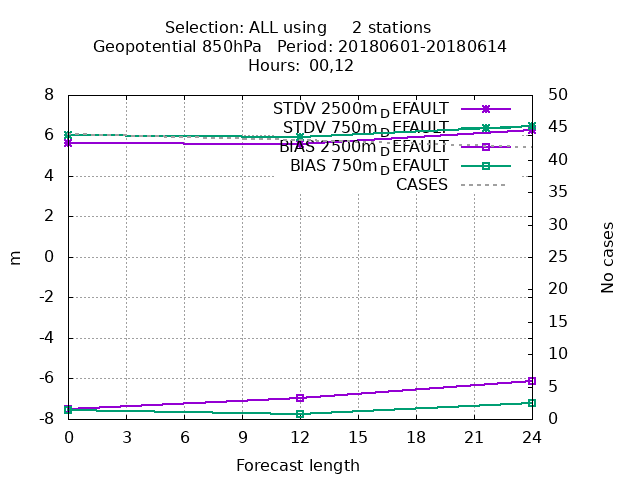 Selection: ALL using     2 stations
Geopotential 850hPa   Period: 20180601-20180614
Hours: 00,12
STDV 2500m_DEFAULT
STDV 750m_DEFAULT
BIAS 2500m_DEFAULT
BIAS 750m_DEFAULT
CASES
8
6
4
2
0
-2
-4
-6
-8
m
50
45
40
35
30
25
20
15
10
5
0
No cases
0 3 6 9 12 15 18 21 24
Forecast length